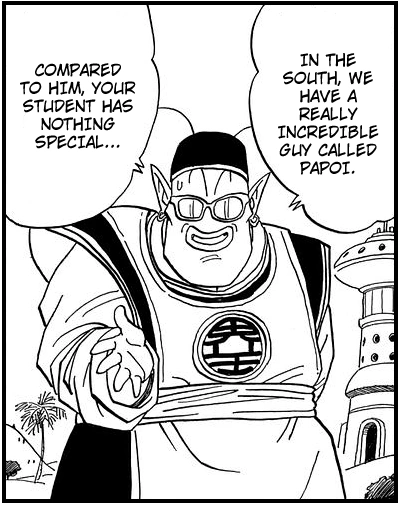 IN THE
SOUTH, WE
HAVE A
REALLY
INCREDIBLE
GUY CALLED
PAPOI.
COMPARED
TO HIM, YOUR
STUDENT HAS
NOTHING
SPECIAL...